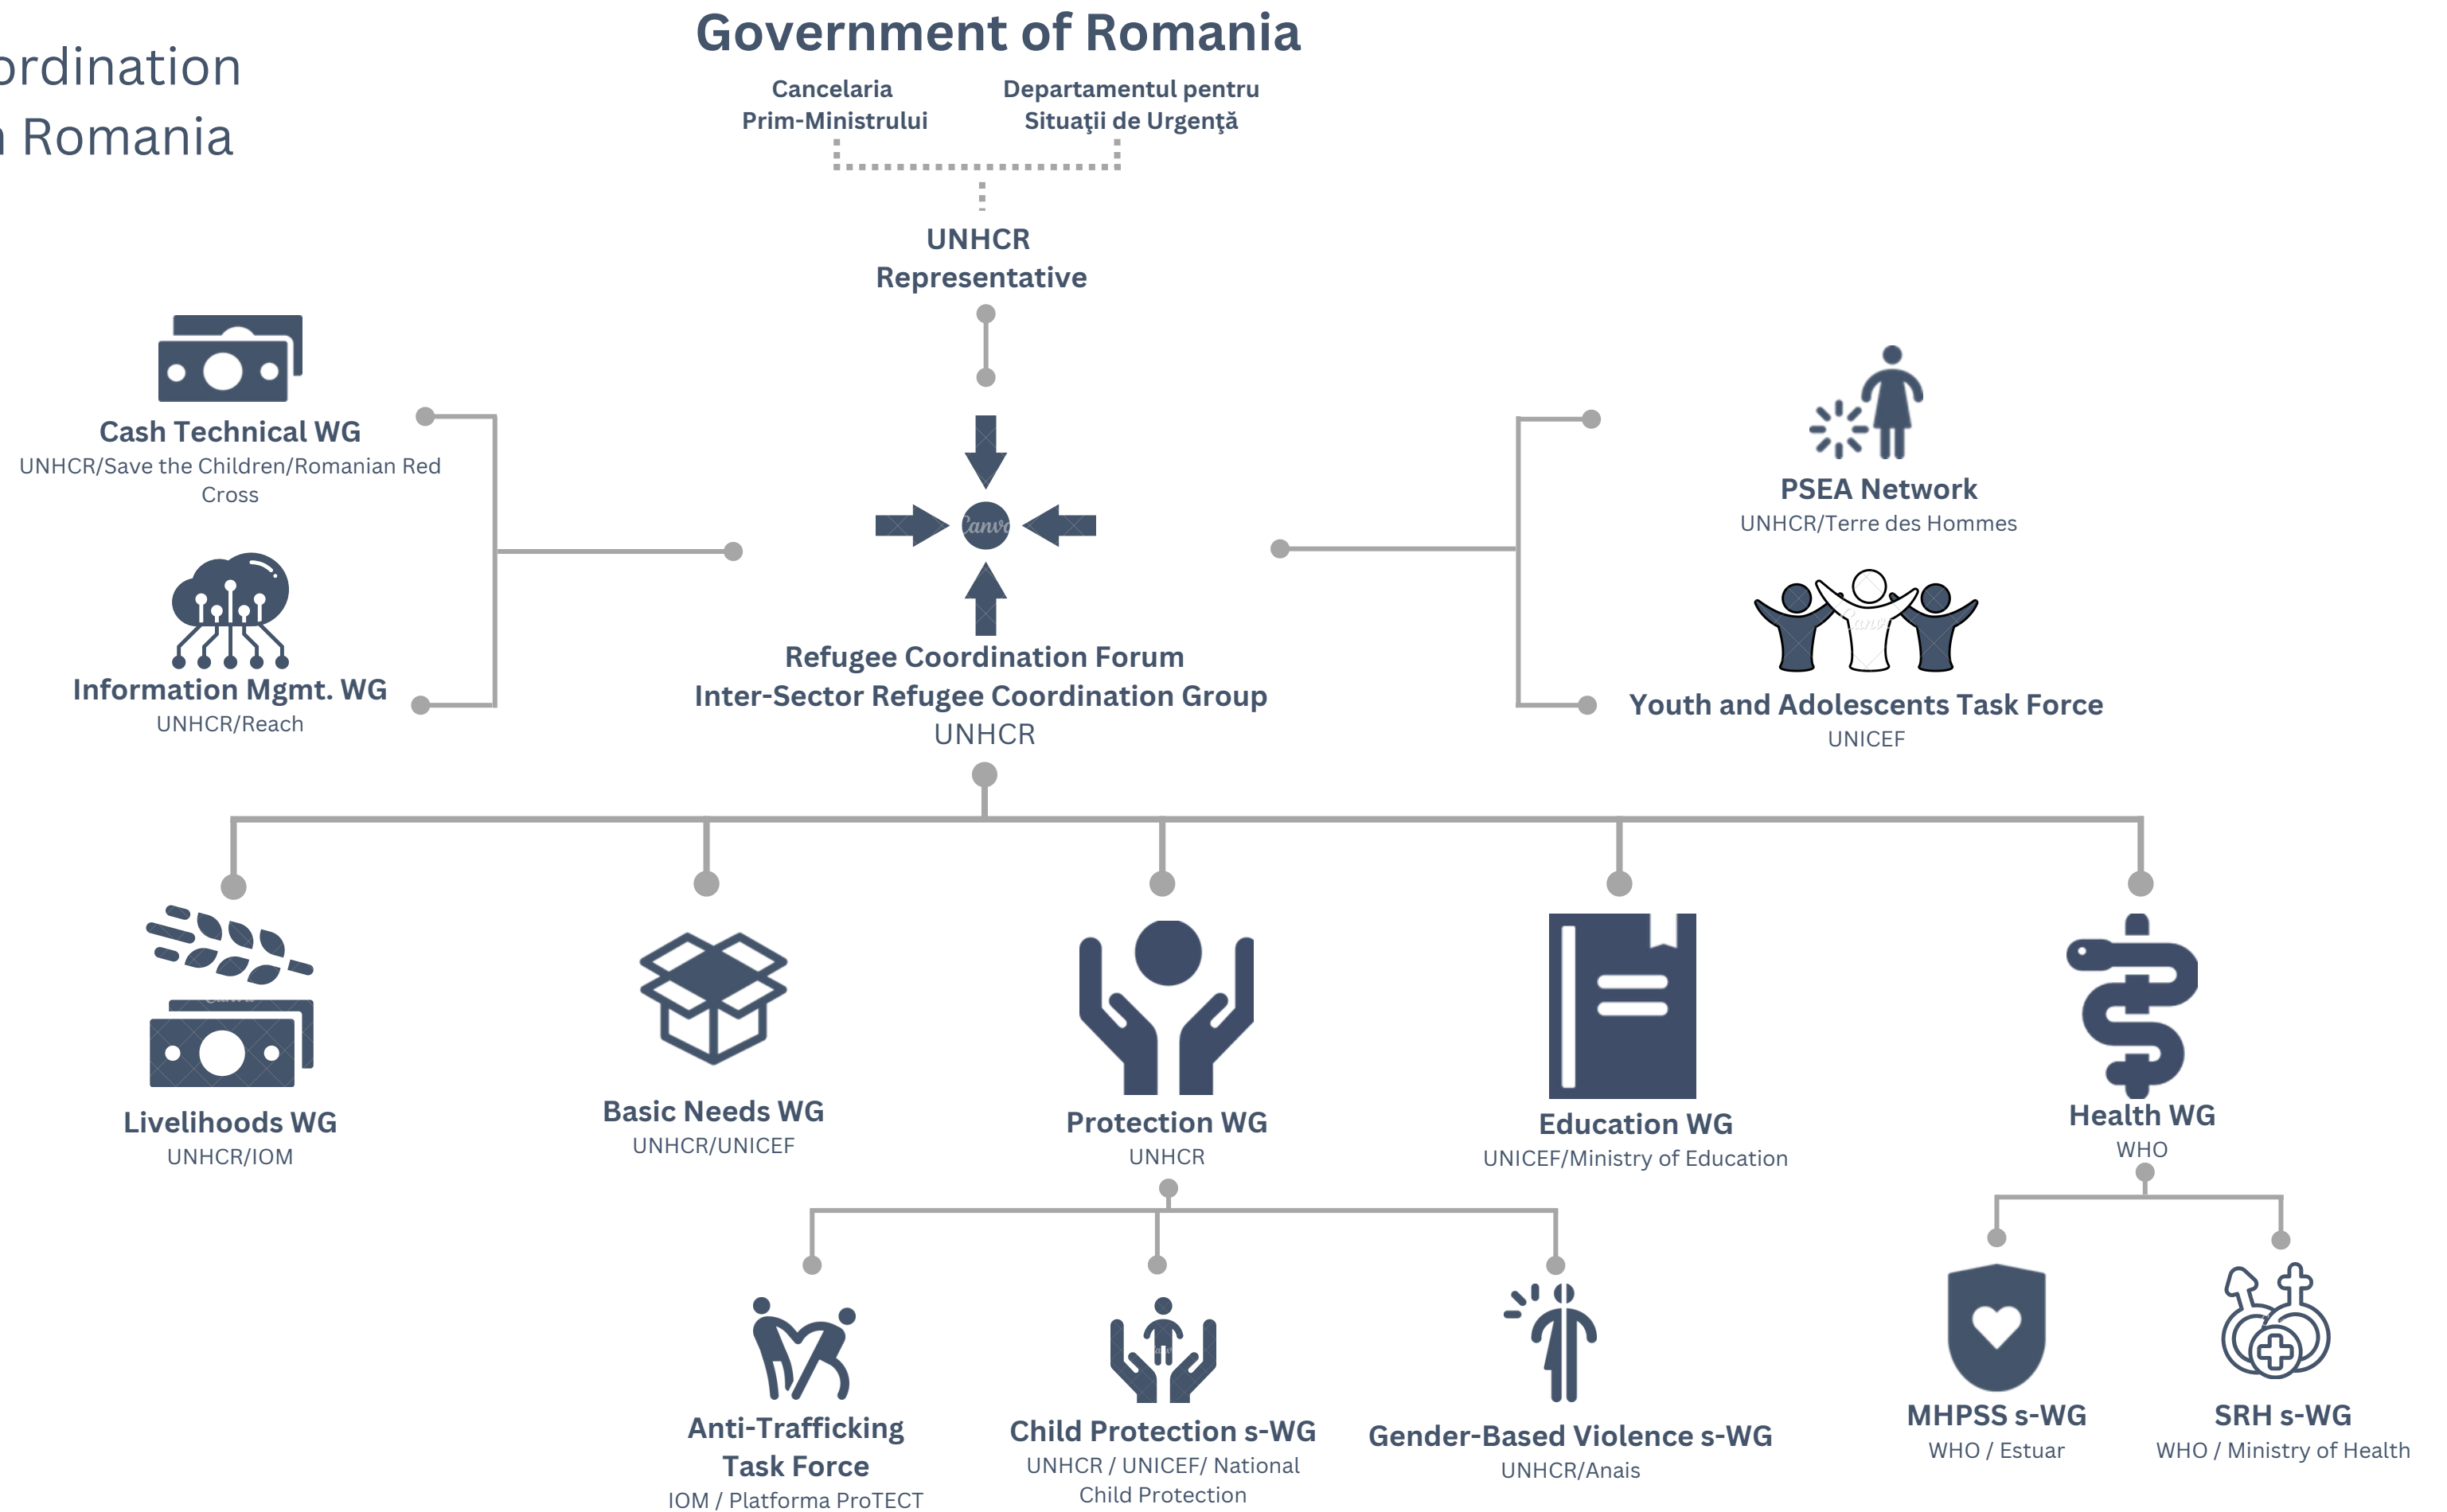 Government of Romania
ordination
n Romania
Cancelaria
Prim-Ministrului
Departamentul pentru
Situaţii de Urgenţă
UNHCR
Representative
Cash Technical WG
UNHCR/Save the Children/Romanian Red
Cross
PSEA Network
UNHCR/Terre des Hommes
Canva
Information Mgmt. WG
UNHCR/Reach
Refugee Coordination Forum
Inter-Sector Refugee Coordination Group
UNHCR
Youth and Adolescents Task Force
UNICEF
Livelihoods WG
UNHCR/IOM
Basic Needs WG
UNHCR/UNICEF
Protection WG
UNHCR
Education WG
UNICEF/Ministry of Education
Health WG
WHO
Anti-Trafficking
Task Force
IOM / Platforma ProTECT
Child Protection s-WG
UNHCR / UNICEF/ National
Child Protection
Gender-Based Violence s-WG
UNHCR/Anais
MHPSS s-WG
WHO / Estuar
SRH s-WG
WHO / Ministry of Health